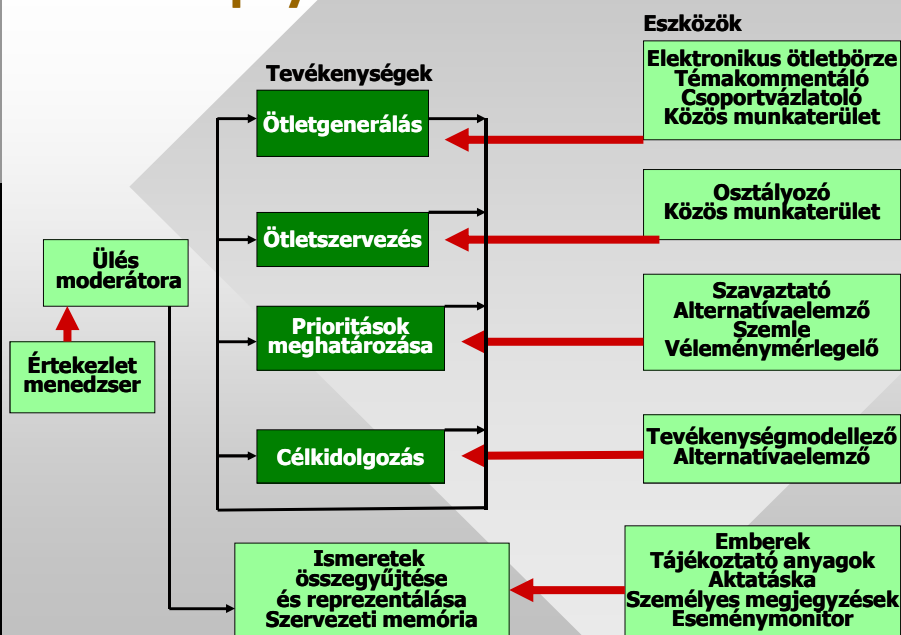 Eszközök
Elektronikus ötletbörze
Témakommentáló
Csoportvázlatoló
Közös munkaterület
Tevékenységek
Ötletgenerálás
Osztályozó
Közös munkaterület
Ötletszervezés
Ülés
moderátora
Szavaztató
Alternatívaelemző
Szemle
Véleménymérlegelő
Prioritások
meghatározása
Értekezlet
menedzser
Tevékenységmodellező
Alternatívaelemző
Célkidolgozás
Ismeretek
összegyűjtése
és reprezentálása
Szervezeti memória
Emberek
Tájékoztató anyagok
Aktatáska
Személyes megjegyzések
Eseménymonitor